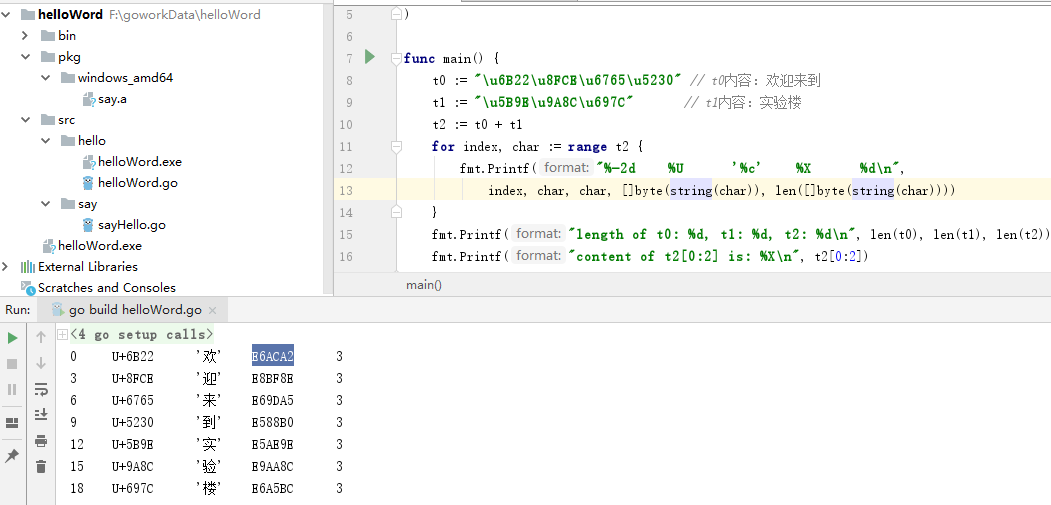 helloWord F:\goworkData\helloWord
bin
pkg
windows_amd64
say.a
src
hello
helloWord.exe
helloWord.go
say
sayHello.go
helloWord.exe
External Libraries
Scratches and Consoles
5 )
6
7 func main() {
8 t0 := "\u6B22\u8FCE\u6765\u5230" // t0内容：欢迎来到
9 t1 := "\u5B9E\u9A8C\u697C" // t1内容：实验楼
10 t2 := t0 + t1
11 for index, char := range t2 {
12 fmt.Printf( format: "%-2d %U '%c' %X %d\n",
13 index, char, char, []byte(string(char)), len([]byte(string(char))))
14 }
15 fmt.Printf( format: "length of t0: %d, t1: %d, t2: %d\n", len(t0), len(t1), len(t2))
16 fmt.Printf( format: "content of t2[0:2] is: %X\n", t2[0:2])
main()
Run: go build helloWord.go
<4 go setup calls>
0 U+6B22 '欢' E6ACA2 3
3 U+8FCE '迎' E8BF8E 3
6 U+6765 '来' E69DA5 3
9 U+5230 '到' E588B0 3
12 U+5B9E '实' E5AE9E 3
15 U+9A8C '验' E9AA8C 3
18 U+697C '楼' E6A5BC 3